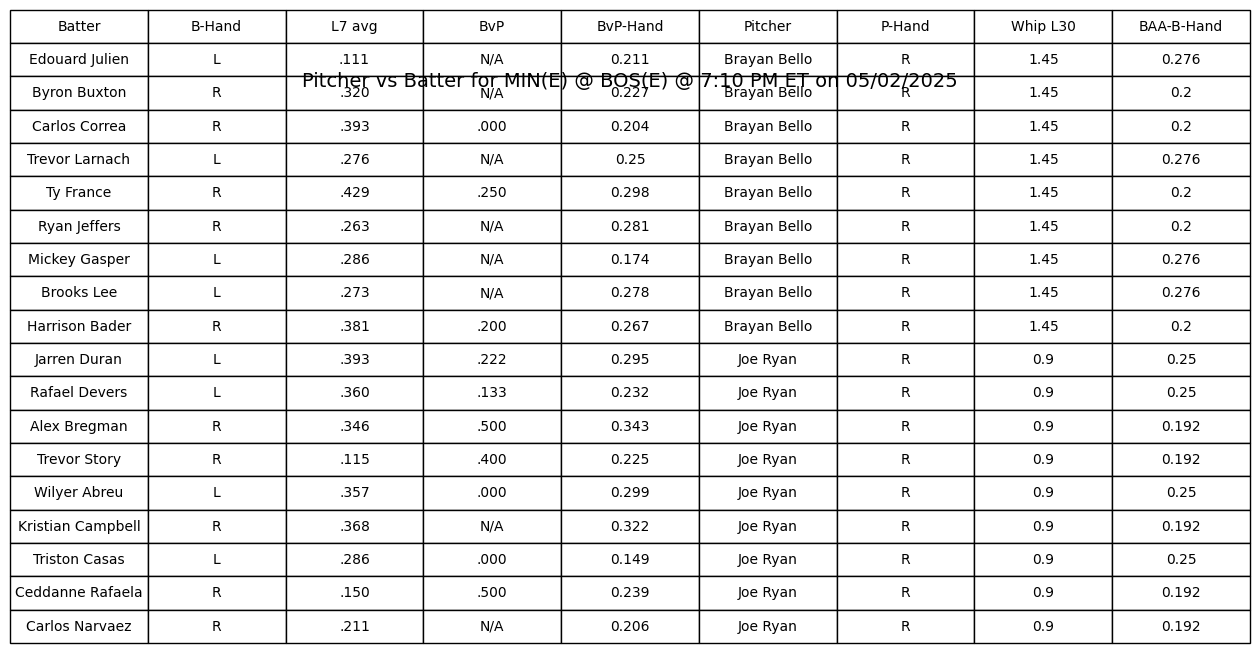 Batter B-Hand L7 avg BvP BvP-Hand Pitcher P-Hand Whip L30 BAA-B-Hand
Edouard Julien L .111 N/A 0.211 Brayan Bello R 1.45 0.276
Pitcher vs Batter for MIN(E) @ BOS(E) @ 7:10 PM ET on 05/02/2025
Byron Buxton R .320 N/A 0.227 Brayan Bello R 1.45 0.2
Carlos Correa R .393 .000 0.204 Brayan Bello R 1.45 0.2
Trevor Larnach L .276 N/A 0.25 Brayan Bello R 1.45 0.276
Ty France R .429 .250 0.298 Brayan Bello R 1.45 0.2
Ryan Jeffers R .263 N/A 0.281 Brayan Bello R 1.45 0.2
Mickey Gasper L .286 N/A 0.174 Brayan Bello R 1.45 0.276
Brooks Lee L .273 N/A 0.278 Brayan Bello R 1.45 0.276
Harrison Bader R .381 .200 0.267 Brayan Bello R 1.45 0.2
Jarren Duran L .393 .222 0.295 Joe Ryan R 0.9 0.25
Rafael Devers L .360 .133 0.232 Joe Ryan R 0.9 0.25
Alex Bregman R .346 .500 0.343 Joe Ryan R 0.9 0.192
Trevor Story R .115 .400 0.225 Joe Ryan R 0.9 0.192
Wilyer Abreu L .357 .000 0.299 Joe Ryan R 0.9 0.25
Kristian Campbell R .368 N/A 0.322 Joe Ryan R 0.9 0.192
Triston Casas L .286 .000 0.149 Joe Ryan R 0.9 0.25
Ceddanne Rafaela R .150 .500 0.239 Joe Ryan R 0.9 0.192
Carlos Narvaez R .211 N/A 0.206 Joe Ryan R 0.9 0.192